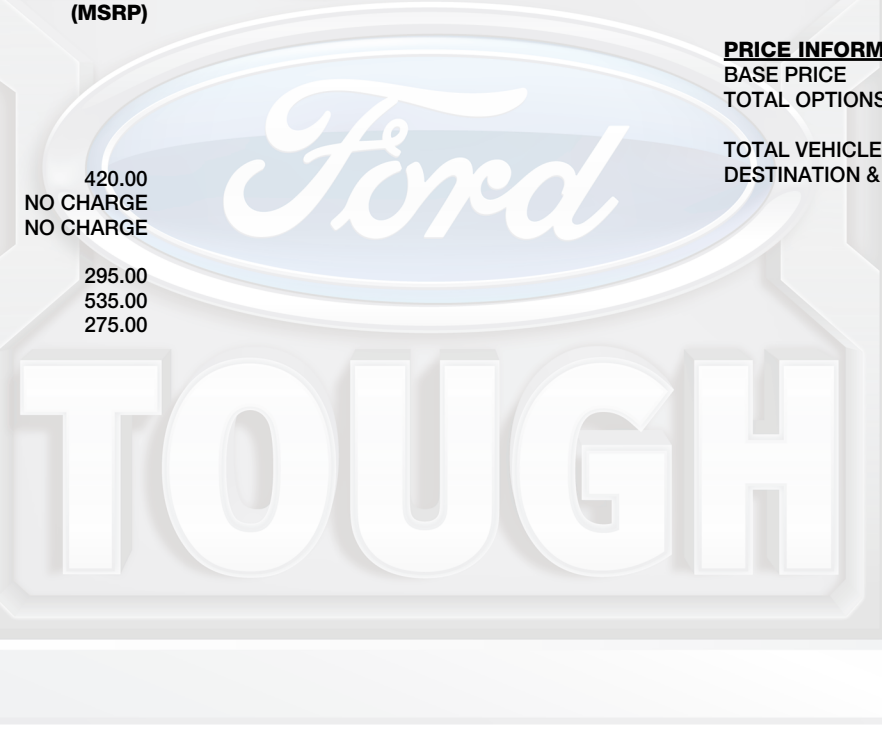 (MSRP)
420.00
NO CHARGE
NO CHARGE
295.00
535.00
275.00
PRICE INFORM
BASE PRICE
TOTAL OPTIONS
TOTAL VEHICLE
DESTINATION &
Ford
TOUGH